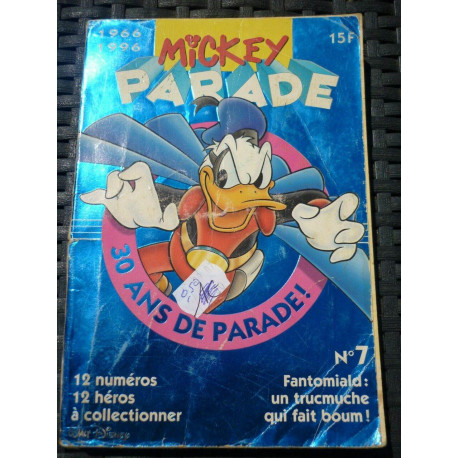 1966
1996
MiCKEY
15F
PARADE
30 ANS DE PARADE!
N°7
12 numéros
12 héros
à collectionner
Fantomiald:
un trucmuche
qui fait boum!